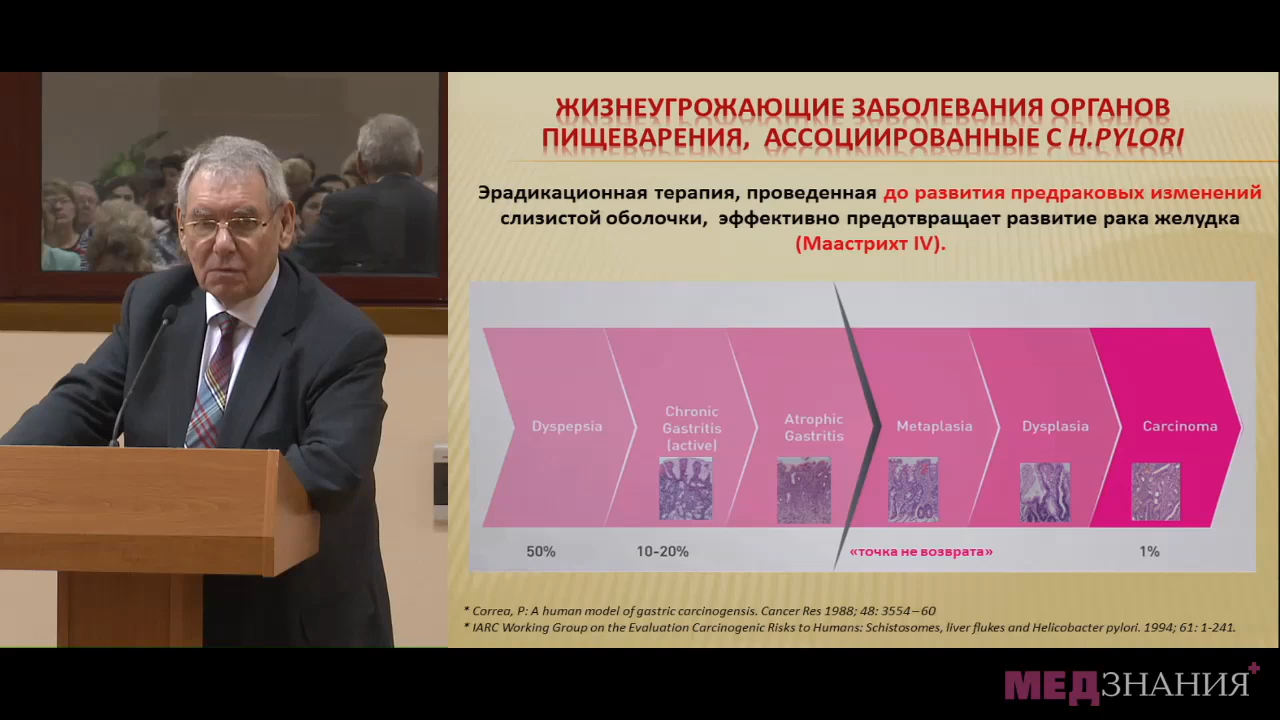 ЖИЗНЕУГРОЖАЮЩИЕ ЗАБОЛЕВАНИЯ ОРГАНОВ
ПИЩЕВАРЕНИЯ, АССОЦИИРОВАННЫЕ С H.PYLORI
Эрадикационная терапия, проведенная до развития предраковых изменений
слизистой оболочки, эффективно предотвращает развитие рака желудка
(Маастрихт IV).
Dyspepsia
Chronic
Gastritis
(active)
Atrophic
Gastritis
Metaplasia
Dysplasia
Carcinoma
50%
10-20%
«точка не возврата»
1%
* Correa, P: A human model of gastric carcinogensis. Cancer Res 1988; 48: 3554–60
* IARC Working Group on the Evaluation Carcinogenic Risks to Humans: Schistosomes, liver flukes and Helicobacter pylori. 1994; 61: 1-241.
МЕДЗНАНИЯ+